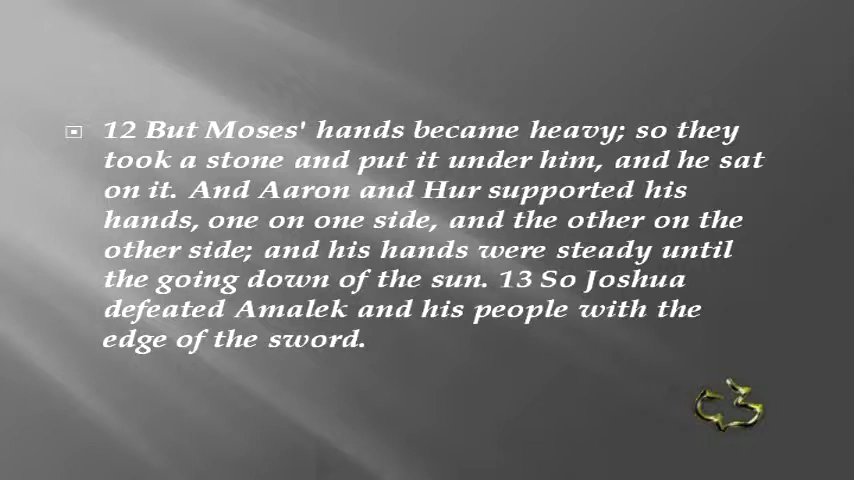 12 But Moses' hands became heavy; so they
took a stone and put it under him, and he sat
on it. And Aaron and Hur supported his
hands, one on one side, and the other on the
other side; and his hands were steady until
the going down of the sun. 13 So Joshua
defeated Amalek and his people with the
edge of the sword.
C3